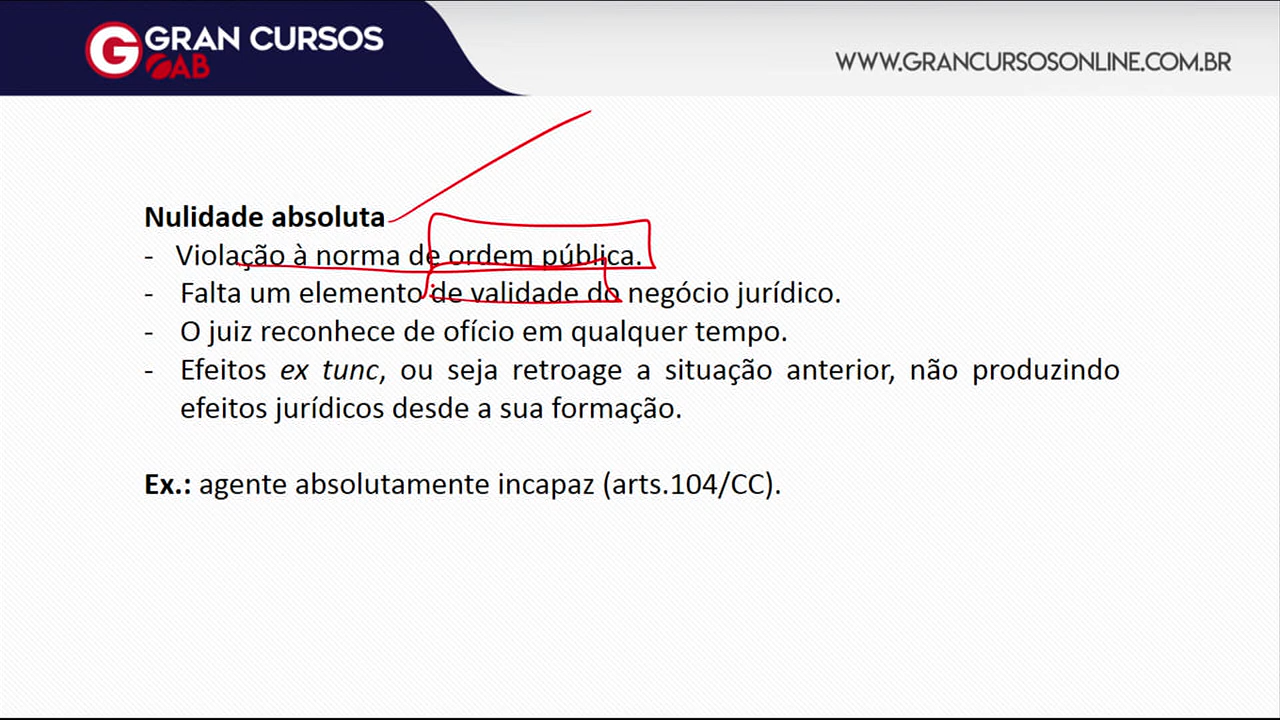 GRAN CURSOS
OAB
WWW.GRANCURSOSONLINE.COM.BR
Nulidade absoluta
- Violação à norma de ordem pública.
- Falta um elemento de validade do negócio jurídico.
- O juiz reconhece de ofício em qualquer tempo.
- Efeitos ex tunc, ou seja retroage a situação anterior, não produzindo
efeitos jurídicos desde a sua formação.
Ex.: agente absolutamente incapaz (arts.104/CC).